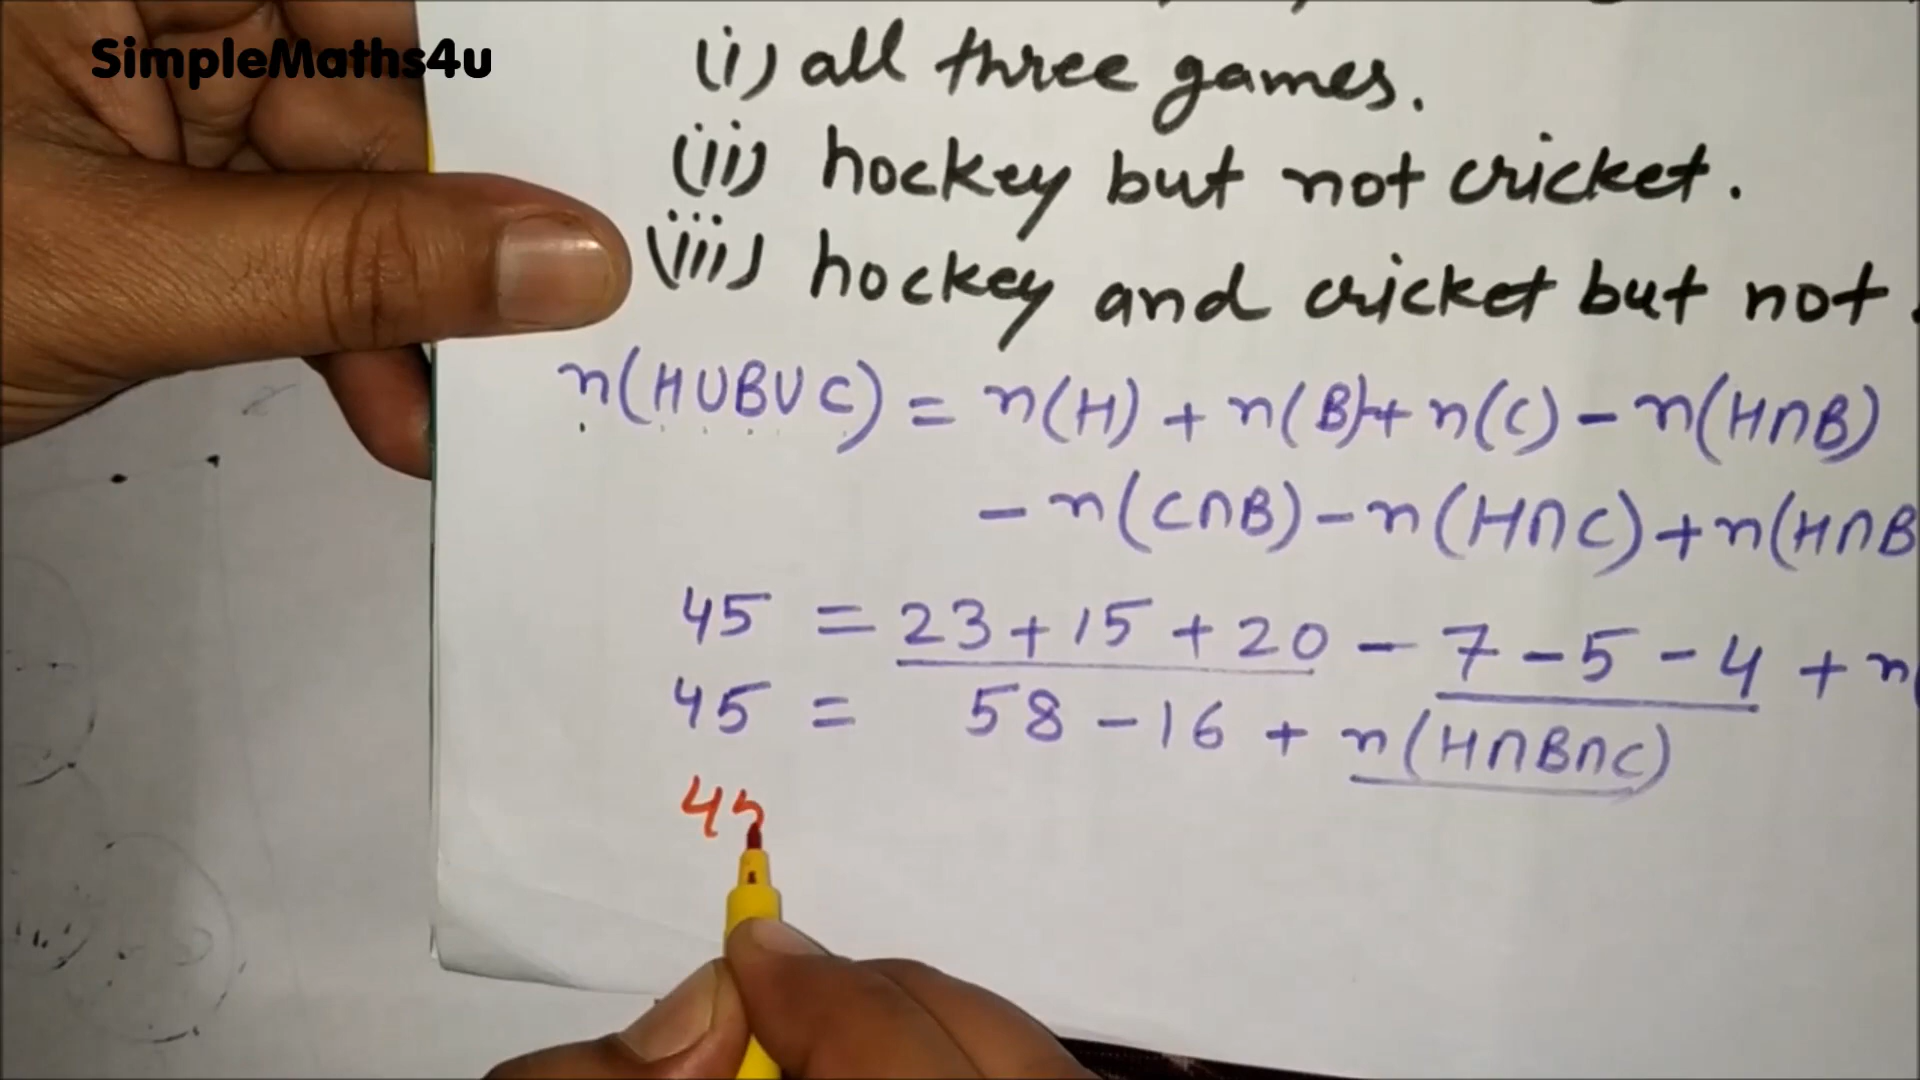 SimpleMaths4u
(i) all three games.
(ii) hockey but not cricket.
(iii) hockey and cricket but not
n(HUBUC) = n(H) + n(B) + n(C) - n(H∩B)
- n(C∩B) - n(H∩C) + n(H∩B
45 = 23 + 15 + 20 - 7 - 5 - 4 + n(
45 = 58 - 16 + n(H∩B∩C)
4